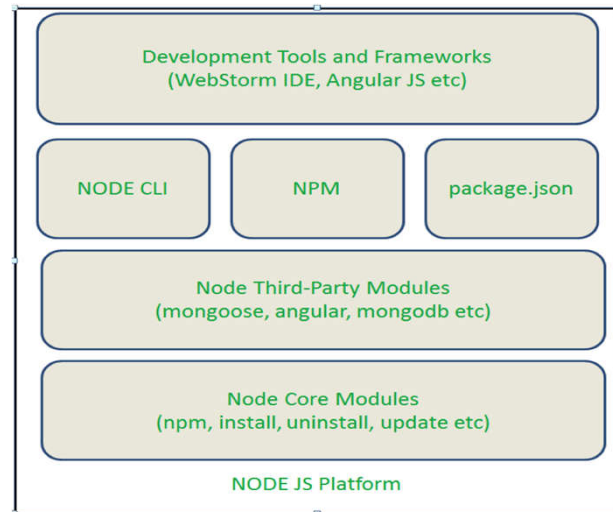 Development Tools and Frameworks
(WebStorm IDE, Angular JS etc)
NODE CLI
NPM
package.json
Node Third-Party Modules
(mongoose, angular, mongodb etc)
Node Core Modules
(npm, install, uninstall, update etc)
NODE JS Platform